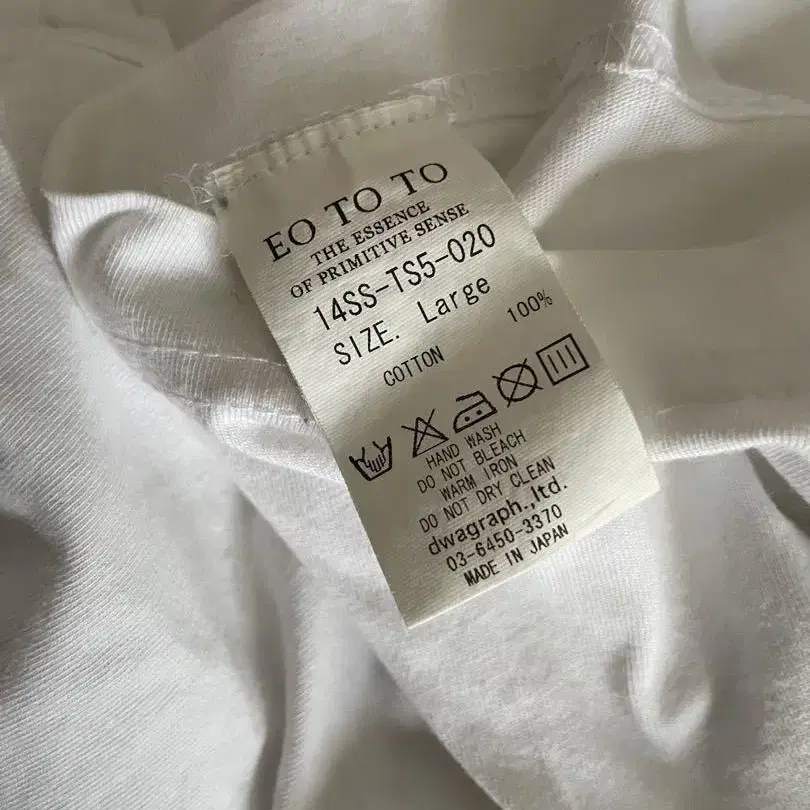 EO TO TO
THE ESSENCE
OF PRIMITIVE SENSE
14SS-TS5-020
SIZE. Large
COTTON 100%
HAND WASH
DO NOT BLEACH
WARM IRON
DO NOT DRY CLEAN
dwagraph.,ltd.
03-6450-3370
MADE IN JAPAN